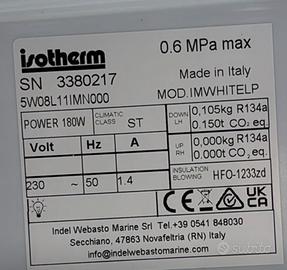 isotherm
0.6 MPa max
SN 3380217
Made in Italy
5W08L11IMN000
MOD.IMWHITELP
POWER 180W
CLIMATIC CLASS
ST
DOWN LH
0,105kg R134a
0.150t CO2 eq
Volt
Hz
A
UP RH
0,000kg R134a
0.000t CO2 eq
230 ~
50
1.4
INSULATION BLOWING
HFO-1233zd
CE
UK CA
Indel Webasto Marine Srl Tel.+39 0541 848030
Secchiano, 47863 Novafeltria (RN) - ITALY
info@indelwebastomarine.com
subito